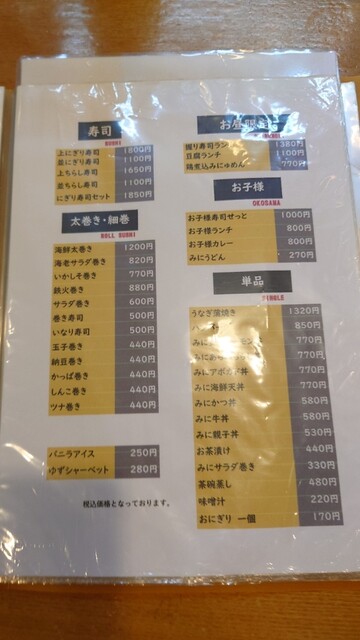 寿司
SUSHI
上にぎり寿司 1800円
並にぎり寿司 1100円
上ちらし寿司 1650円
並ちらし寿司 1100円
にぎり寿司セット 1850円
太巻き・細巻
ROLL SUSHI
海鮮太巻き 1200円
海老サラダ巻き 820円
いかしそ巻き 770円
鉄火巻き 880円
サラダ巻き 600円
巻き寿司 500円
いなり寿司 500円
玉子巻き 440円
納豆巻き 440円
かっぱ巻き 440円
しんこ巻き 440円
ツナ巻き 440円
バニラアイス 250円
ゆずシャーベット 280円
税込価格となっております。
お昼限定
握り寿司ラン 1380円
豆腐ランチ 1100円
鶏煮込みにゅめん 770円
お子様
OKOSAMA
お子様寿司せっと 1000円
お子様ランチ 800円
お子様カレー 800円
みにうどん 270円
単品
SINGLE
うなぎ蒲焼き 1320円
850円
みに 770円
みに 770円
みにアボカド丼 770円
みに海鮮天丼 770円
みにかつ丼 580円
みに牛丼 580円
みに親子丼 530円
お茶漬け 440円
みにサラダ巻き 330円
茶碗蒸し 480円
味噌汁 220円
おにぎり 一個 170円